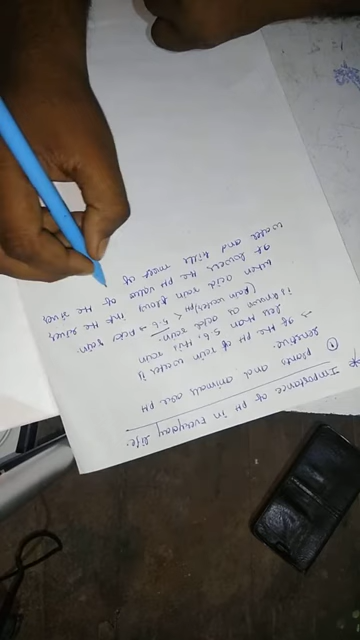 Importance of PH in Everyday life.
① Plants and animals are PH
sensitive.
→ If the PH of rain water is
less than 5.6. This rain
is known as acid rain.
(Rain water)PH < 5.6 → Acid rain
When acid rain flows into the river
it lowers the PH value of the river
water and kills most of